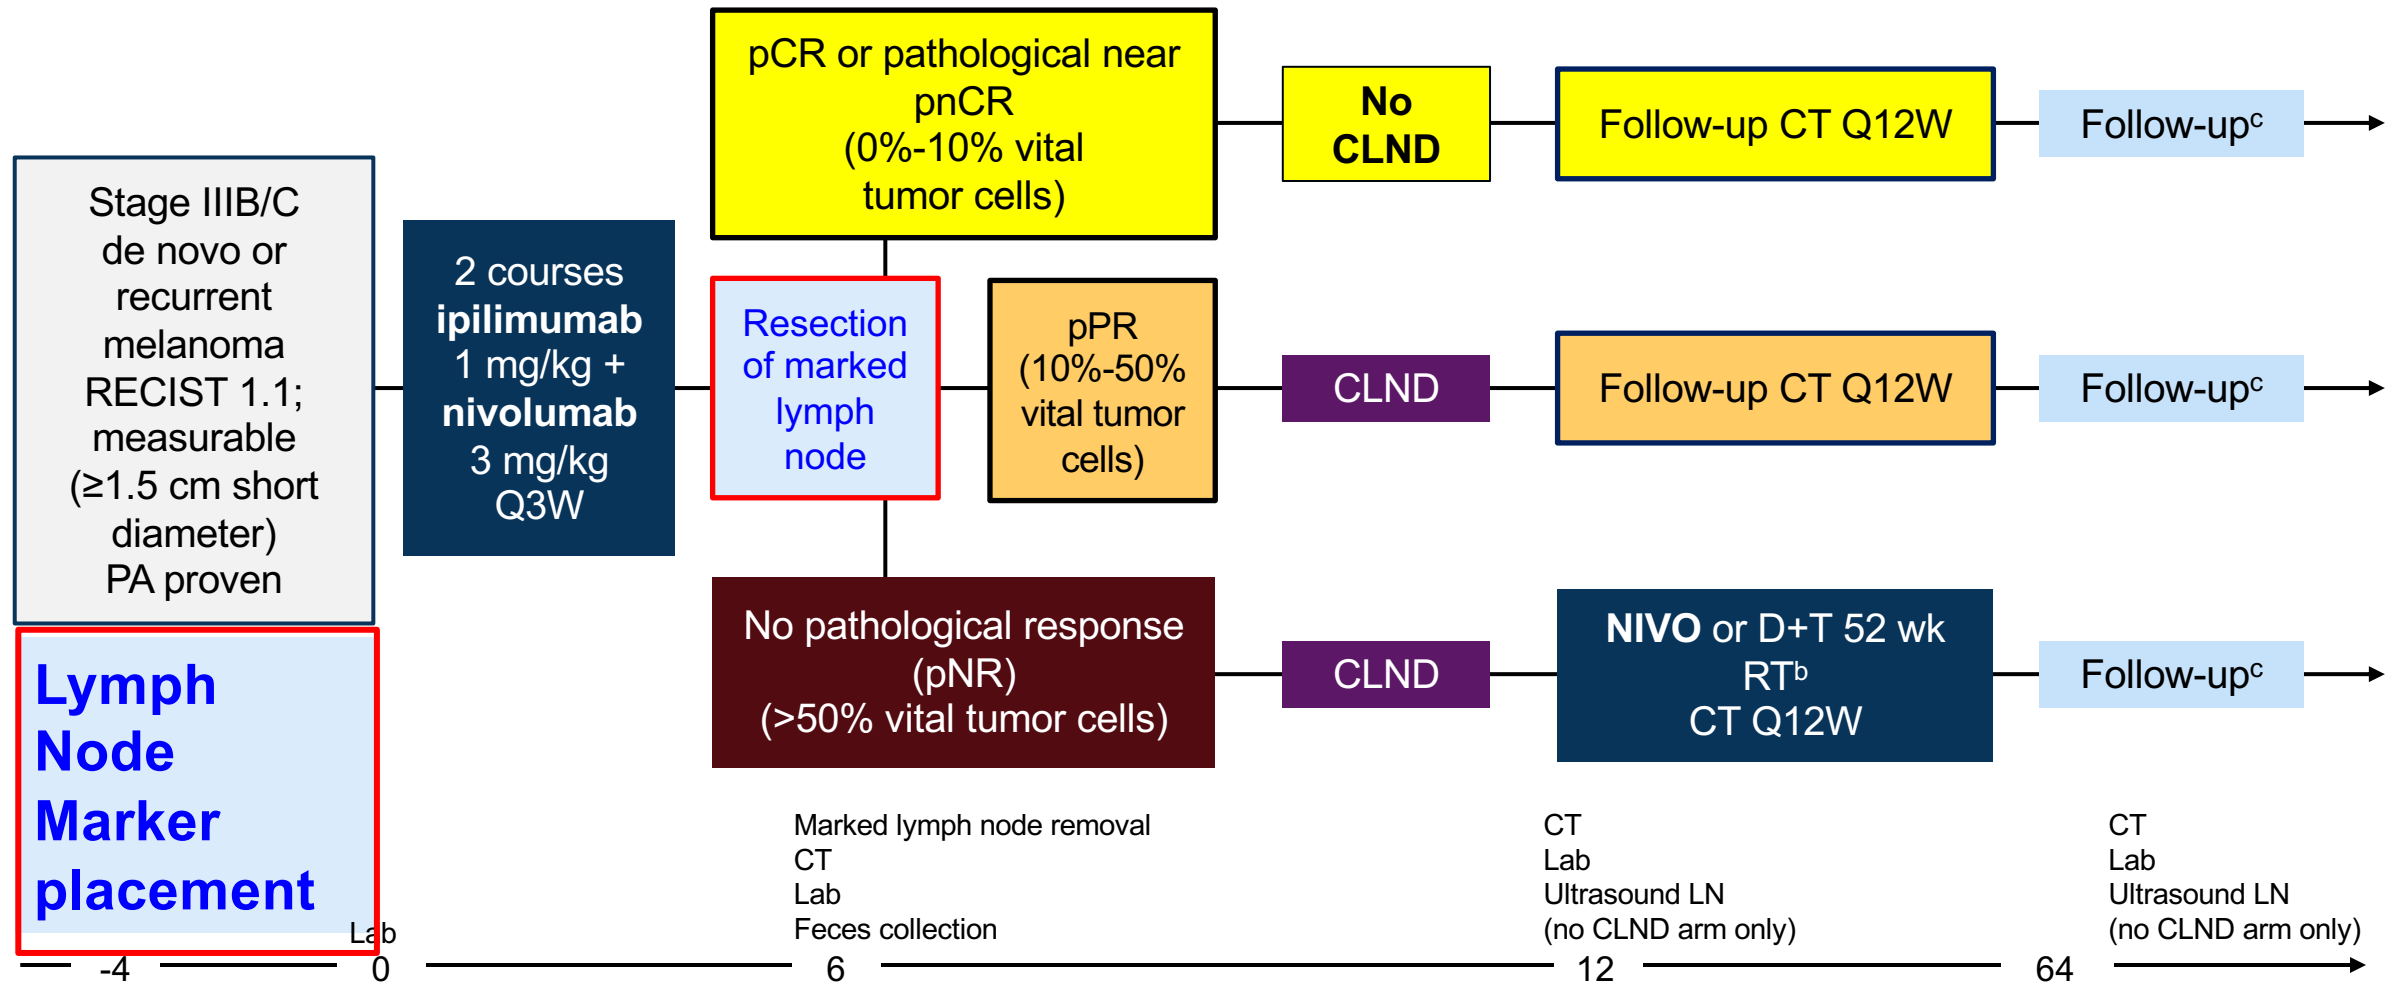 Stage IIIB/C
de novo or
recurrent
melanoma
RECIST 1.1;
measurable
(≥1.5 cm short
diameter)
PA proven
Lymph
Node
Marker
placement
2 courses
ipilimumab
1 mg/kg +
nivolumab
3 mg/kg
Q3W
Resection
of marked
lymph
node
pCR or pathological near
pnCR
(0%-10% vital
tumor cells)
No
CLND
Follow-up CT Q12W
Follow-upᶜ
pPR
(10%-50%
vital tumor
cells)
CLND
Follow-up CT Q12W
Follow-upᶜ
No pathological response
(pNR)
(>50% vital tumor cells)
CLND
NIVO or D+T 52 wk
RTᵇ
CT Q12W
Follow-upᶜ
Lab
Marked lymph node removal
CT
Lab
Feces collection
CT
Lab
Ultrasound LN
(no CLND arm only)
CT
Lab
Ultrasound LN
(no CLND arm only)
-4 0 6 12 64